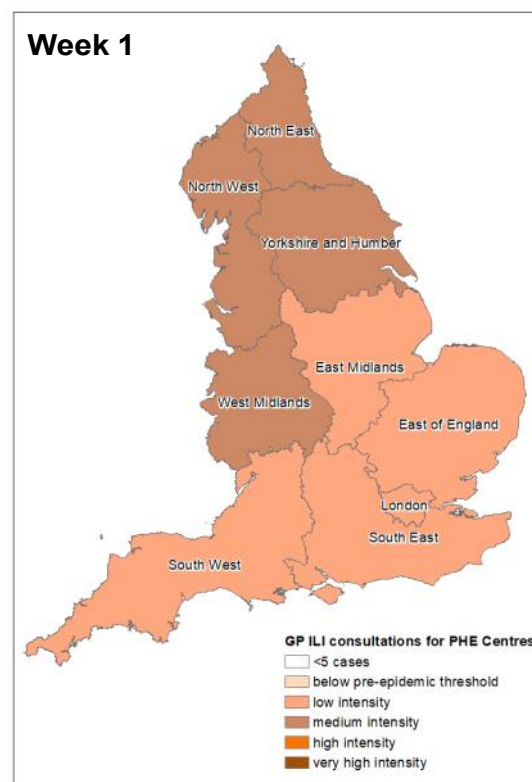 Week 1
North East
North West
Yorkshire and Humber
East Midlands
West Midlands
East of England
London
South East
South West
GP ILI consultations for PHE Centres
<5 cases
below pre-epidemic threshold
low intensity
medium intensity
high intensity
very high intensity